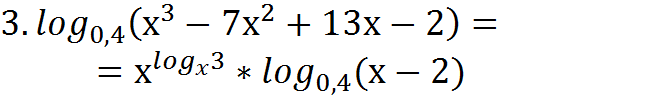 3. log₀,₄(x³ − 7x² + 13x − 2) =
= x^(logₓ3) * log₀,₄(x − 2)